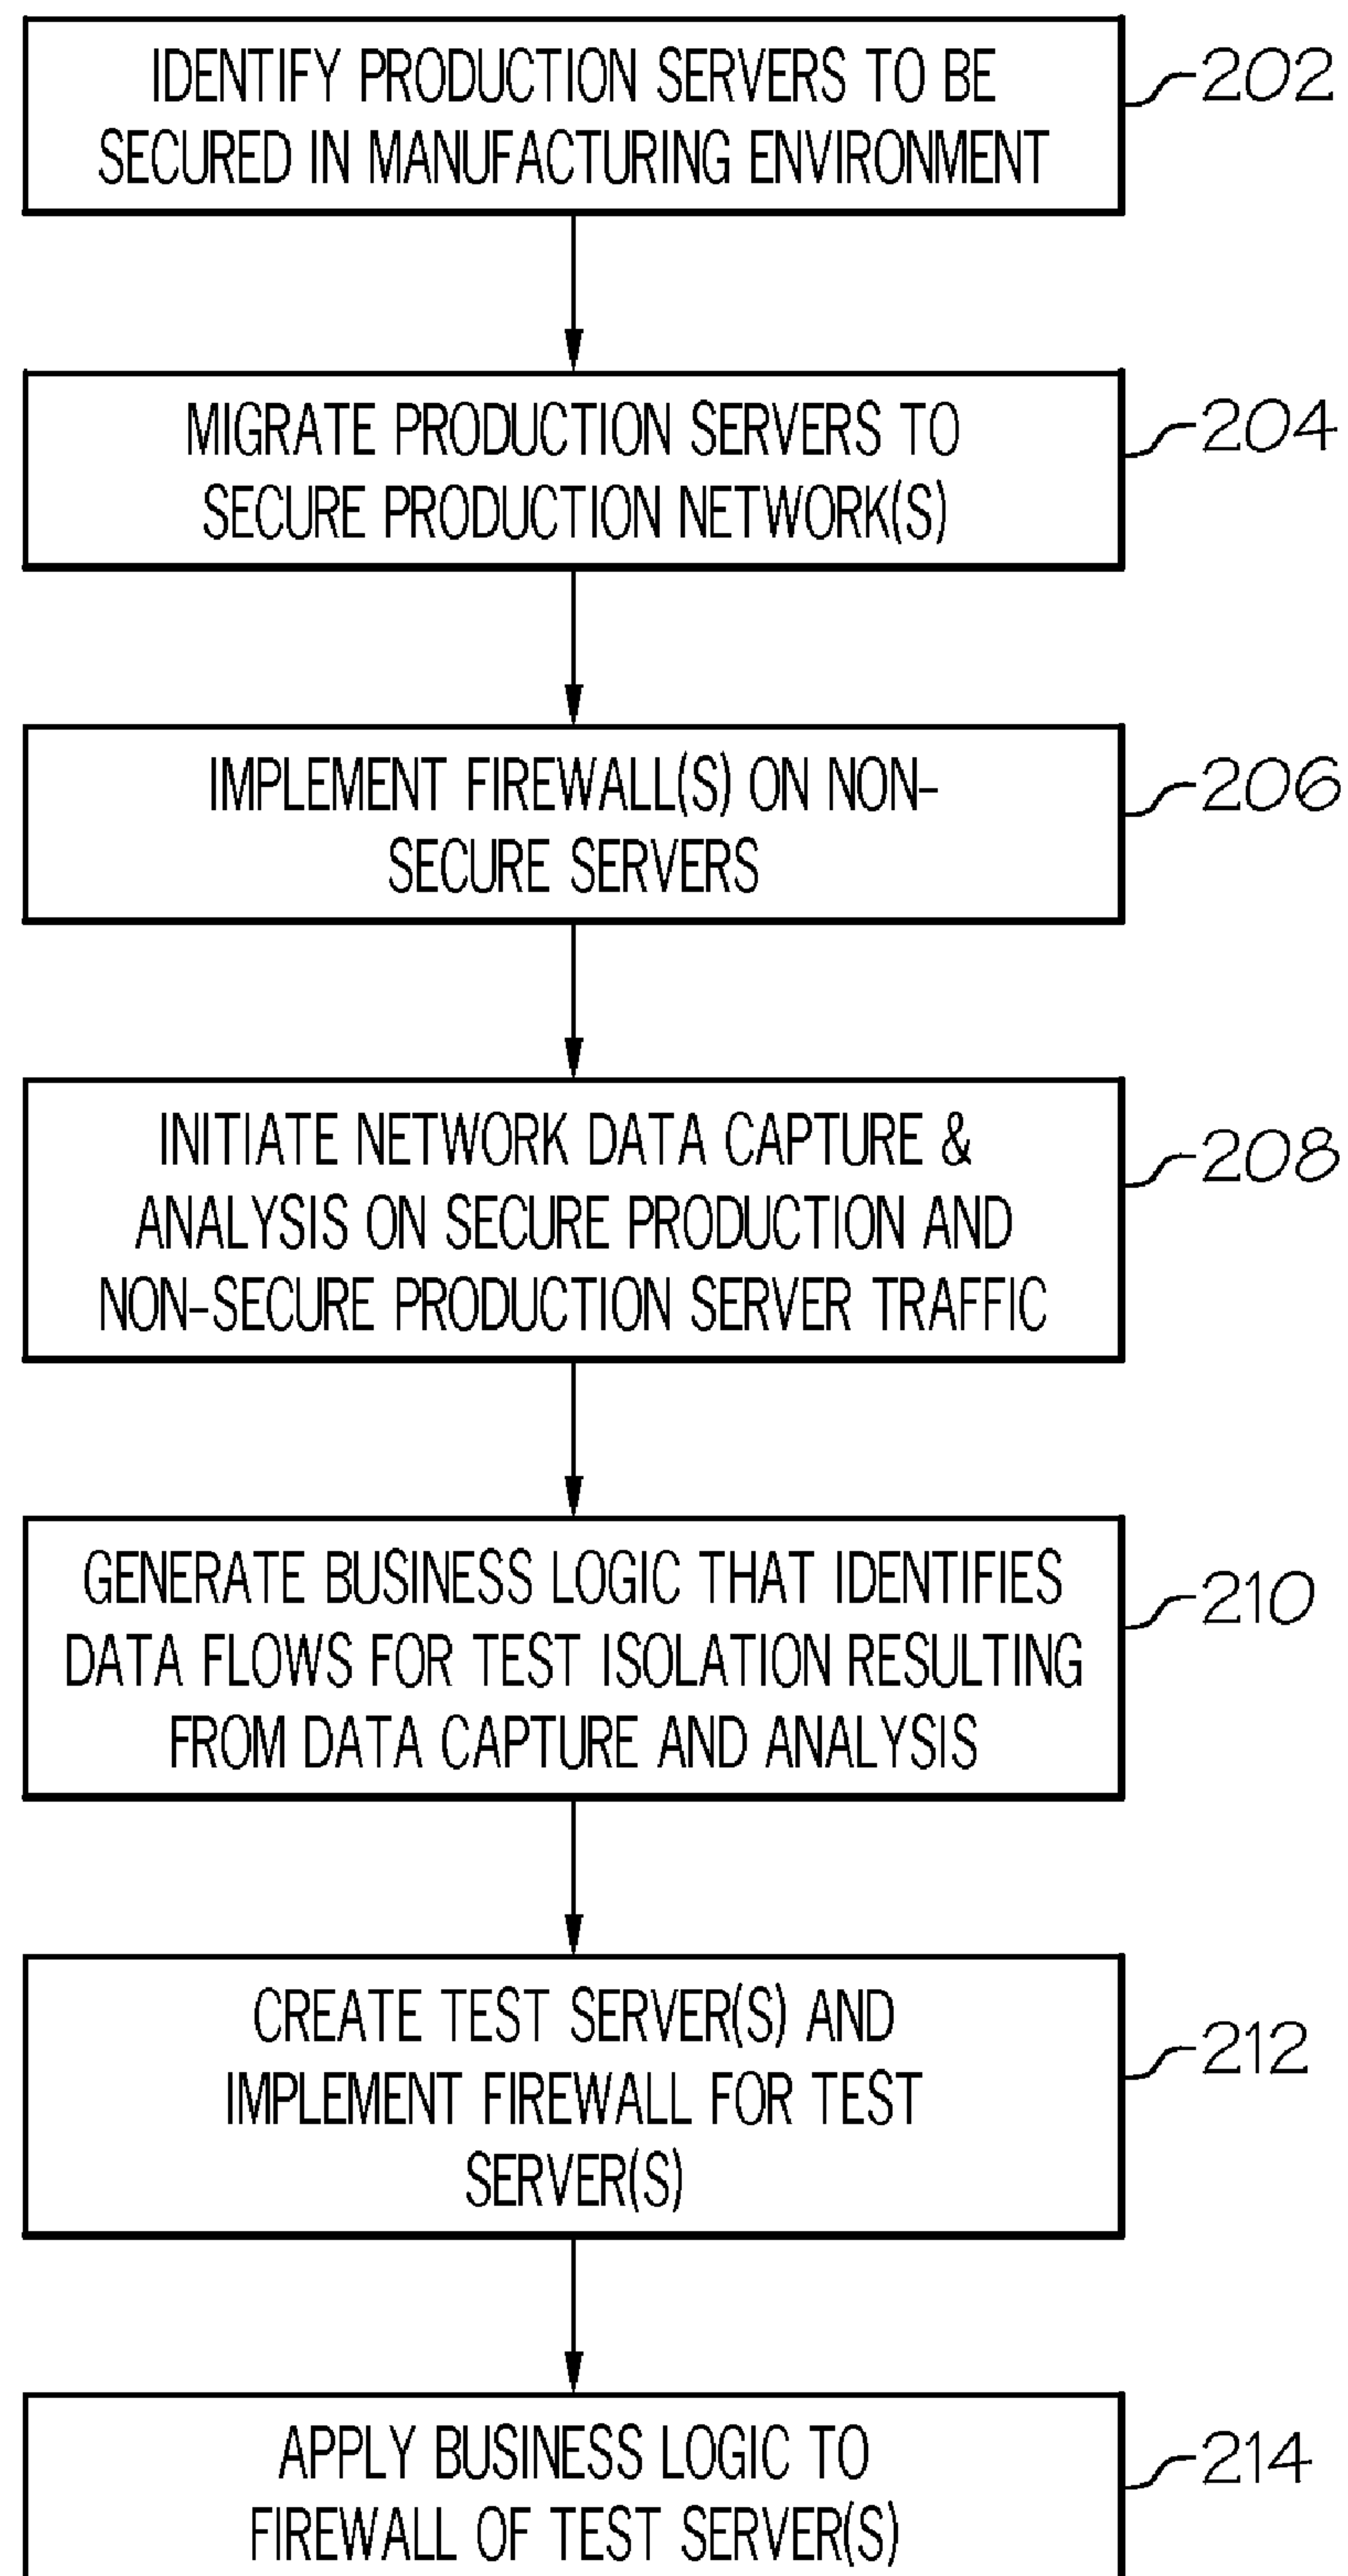 IDENTIFY PRODUCTION SERVERS TO BE
SECURED IN MANUFACTURING ENVIRONMENT
202
MIGRATE PRODUCTION SERVERS TO
SECURE PRODUCTION NETWORK(S)
204
IMPLEMENT FIREWALL(S) ON NON-
SECURE SERVERS
206
INITIATE NETWORK DATA CAPTURE &
ANALYSIS ON SECURE PRODUCTION AND
NON-SECURE PRODUCTION SERVER TRAFFIC
208
GENERATE BUSINESS LOGIC THAT IDENTIFIES
DATA FLOWS FOR TEST ISOLATION RESULTING
FROM DATA CAPTURE AND ANALYSIS
210
CREATE TEST SERVER(S) AND
IMPLEMENT FIREWALL FOR TEST
SERVER(S)
212
APPLY BUSINESS LOGIC TO
FIREWALL OF TEST SERVER(S)
214